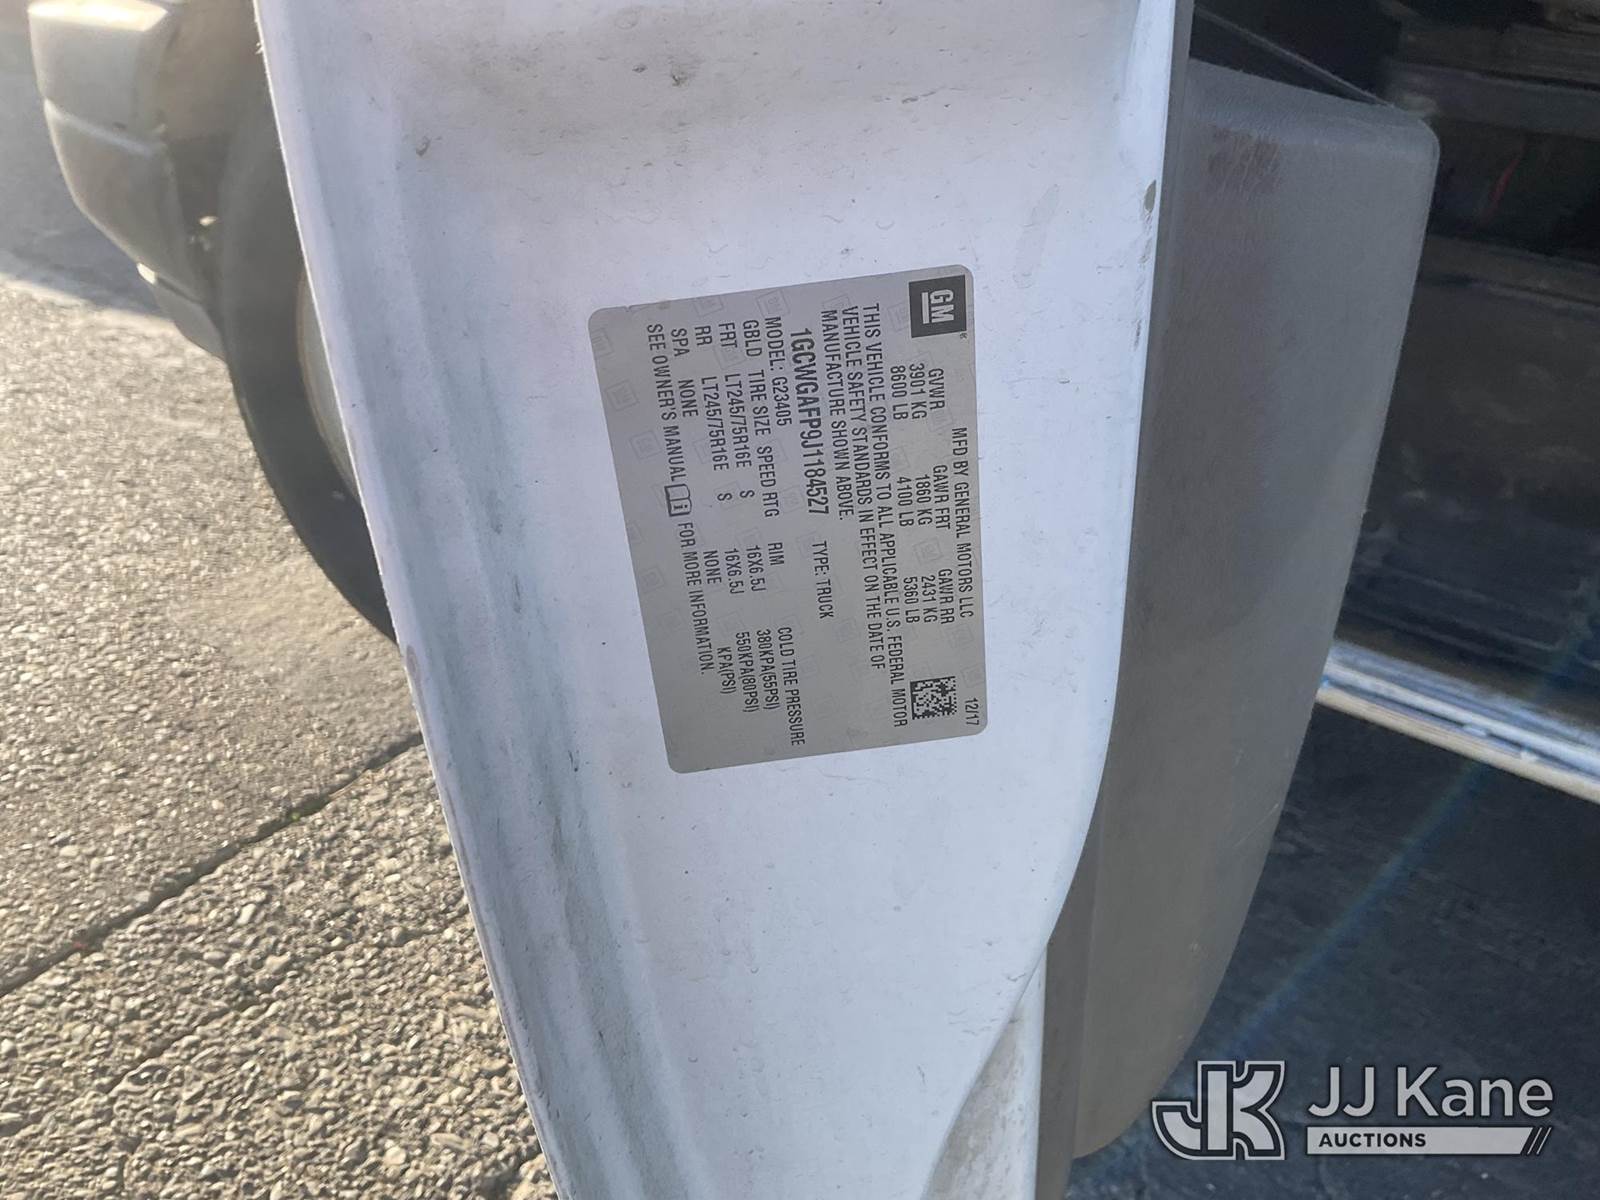 GM
MFD BY GENERAL MOTORS LLC 12/17
GVWR GAWR FRT GAWR RR
3901 KG 1860 KG 2431 KG
8600 LB 4100 LB 5360 LB
THIS VEHICLE CONFORMS TO ALL APPLICABLE U.S. FEDERAL MOTOR
VEHICLE SAFETY STANDARDS IN EFFECT ON THE DATE OF
MANUFACTURE SHOWN ABOVE.
1GCWGAFP9J1184527 TYPE: TRUCK
MODEL: G23405
GBLD TIRE SIZE SPEED RTG RIM COLD TIRE PRESSURE
FRT LT245/75R16E S 16X6.5J 380KPA(55PSI)
RR LT245/75R16E S 16X6.5J 550KPA(80PSI)
SPA NONE NONE KPA(PSI)
SEE OWNER'S MANUAL FOR MORE INFORMATION.
JK JJ Kane
AUCTIONS